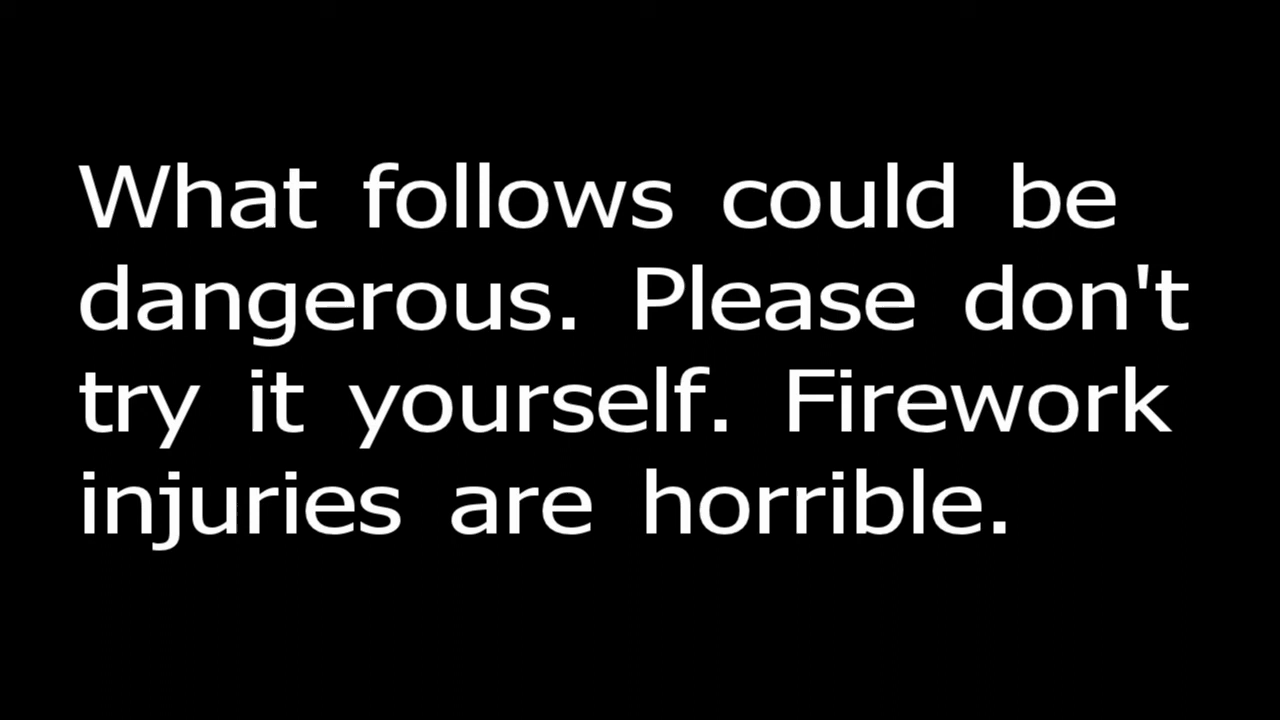 What follows could be
dangerous. Please don't
try it yourself. Firework
injuries are horrible.